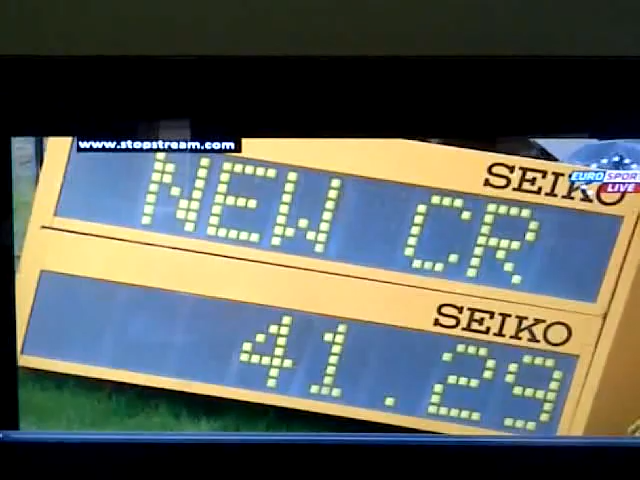 www.stopstream.com
SEIKO
EUROSPORT
LIVE
NEW CR
SEIKO
41.29